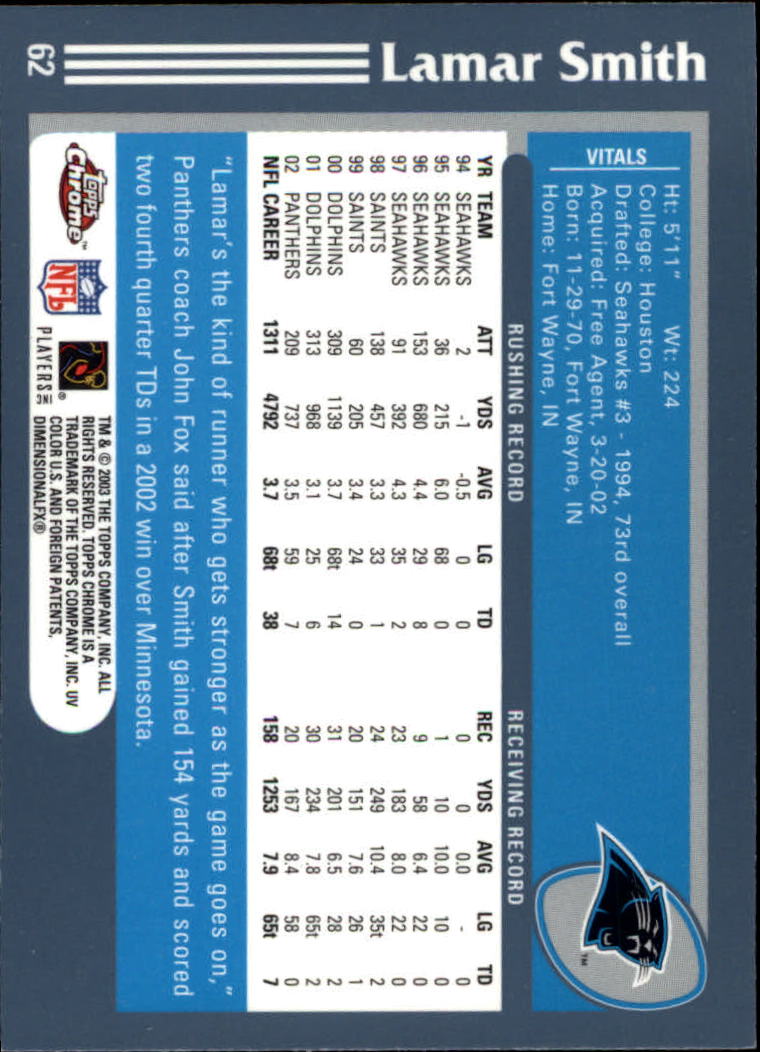 62
Lamar Smith
VITALS
Ht: 5'11" Wt: 224
College: Houston
Drafted: Seahawks #3 - 1994, 73rd overall
Acquired: Free Agent, 3-20-02
Born: 11-29-70, Fort Wayne, IN
Home: Fort Wayne, IN
TM
RUSHING RECORD RECEIVING RECORD
YR TEAM ATT YDS AVG LG TD REC YDS AVG LG TD
94 SEAHAWKS 2 -1 -0.5 0 0 0 0 0.0 - 0
95 SEAHAWKS 36 215 6.0 68 0 1 10 10.0 10 0
96 SEAHAWKS 153 680 4.4 29 8 9 58 6.4 22 0
97 SEAHAWKS 91 392 4.3 35 2 23 183 8.0 22 0
98 SAINTS 138 457 3.3 33 1 24 249 10.4 35t 2
99 SAINTS 60 205 3.4 24 0 20 151 7.6 26 1
00 DOLPHINS 309 1139 3.7 68t 14 31 201 6.5 28 2
01 DOLPHINS 313 968 3.1 25 6 30 234 7.8 65t 2
02 PANTHERS 209 737 3.5 59 7 20 167 8.4 58 0
NFL CAREER 1311 4792 3.7 68t 38 158 1253 7.9 65t 7
"Lamar's the kind of runner who gets stronger as the game goes on,"
Panthers coach John Fox said after Smith gained 154 yards and scored
two fourth quarter TDs in a 2002 win over Minnesota.
Topps Chrome™
NFL
PLAYERS INC ®
TM & © 2003 THE TOPPS COMPANY, INC. ALL
RIGHTS RESERVED. TOPPS CHROME IS A
TRADEMARK OF THE TOPPS COMPANY, INC. UV
COLOR U.S. AND FOREIGN PATENTS.
DIMENSIONALFX®